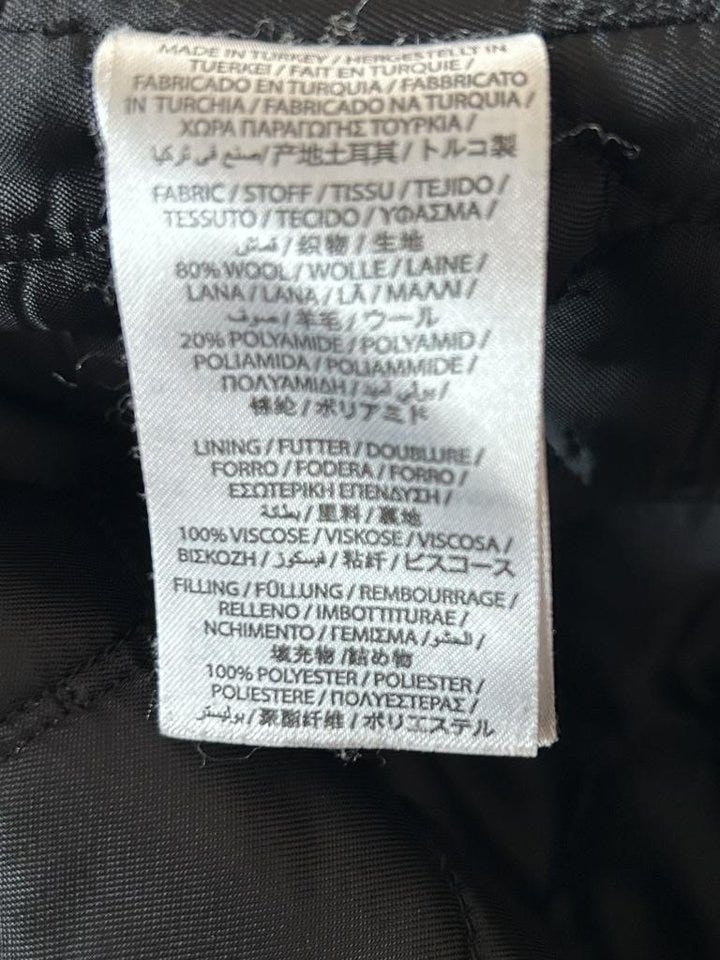 MADE IN TURKEY / HERGESTELLT IN
TUERKEI / FAIT EN TURQUIE /
FABRICADO EN TURQUIA / FABBRICATO
IN TURCHIA / FABRICADO NA TURQUIA /
ΧΩΡΑ ΠΑΡΑΓΩΓΗΣ ΤΟΥΡΚΙΑ /
صنع في تركيا / 产地土耳其 / トルコ製
FABRIC / STOFF / TISSU / TEJIDO /
TESSUTO / TECIDO / ΥΦΑΣΜΑ /
قماش / 织物 / 生地
80% WOOL / WOLLE / LAINE /
LANA / LANA / LÃ / ΜΑΛΛΙ /
صوف / 羊毛 / ウール
20% POLYAMIDE / POLYAMID /
POLIAMIDA / POLIAMMIDE /
ΠΟΛΥΑΜΙΔΗ / بولي أميد /
锦纶 / ポリアミド
LINING / FUTTER / DOUBLURE /
FORRO / FODERA / FORRO /
ΕΣΩΤΕΡΙΚΗ ΕΠΕΝΔΥΣΗ /
بطانة / 里料 / 裏地
100% VISCOSE / VISKOSE / VISCOSA /
ΒΙΣΚΟΖΗ / فيسكوز / 粘纤 / ビスコース
FILLING / FÜLLUNG / REMBOURRAGE /
RELLENO / IMBOTTITURAE /
NCHIMENTO / ΓΕΜΙΣΜΑ / الحشو /
填充物 /詰め物
100% POLYESTER / POLIESTER /
POLIESTERE / ΠΟΛΥΕΣΤΕΡΑΣ /
بوليستر / 聚酯纤维 / ポリエステル